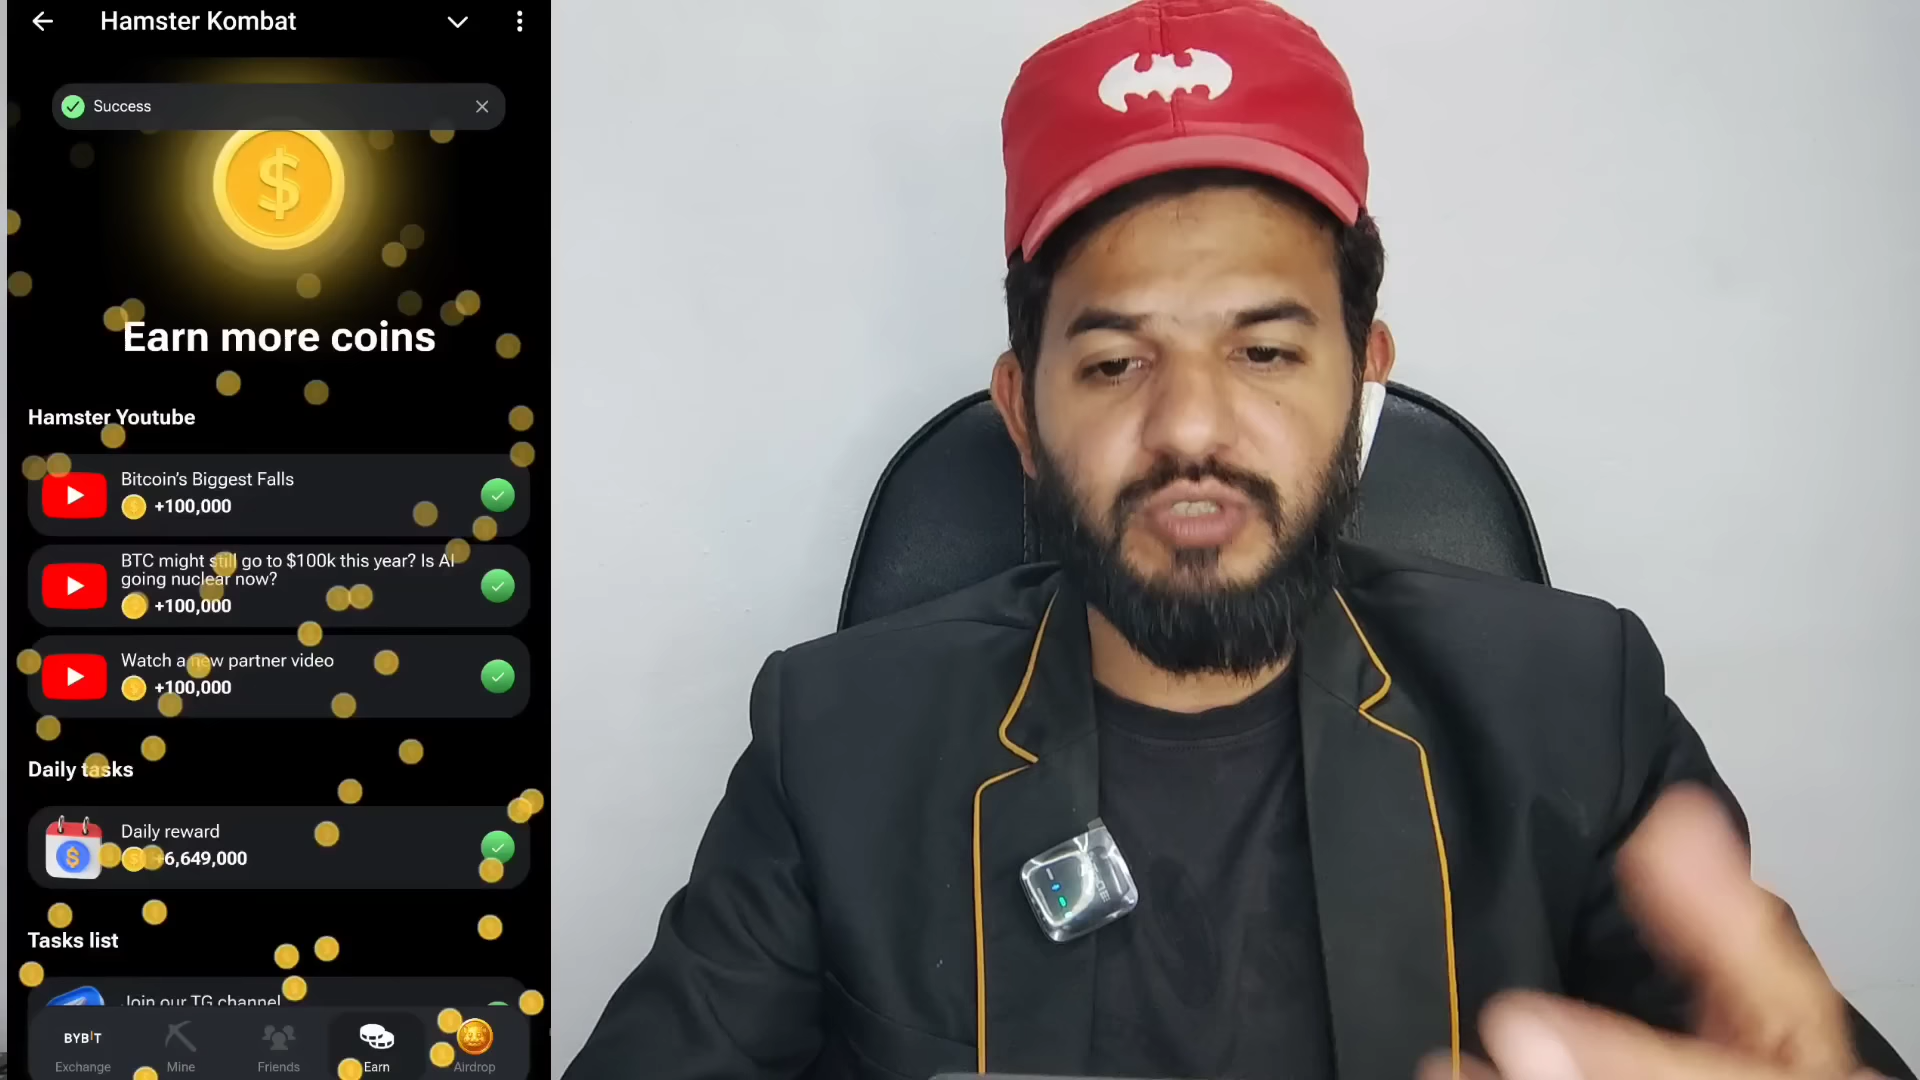 Hamster Kombat
Success
Earn more coins
Hamster Youtube
Bitcoin's Biggest Falls
+100,000
BTC might still go to $100k this year? Is AI
going nuclear now?
+100,000
Watch a new partner video
+100,000
Daily tasks
Daily reward
+6,649,000
Tasks list
Join our TG channel
BYB!T
Exchange
Mine
Friends
Earn
Airdrop